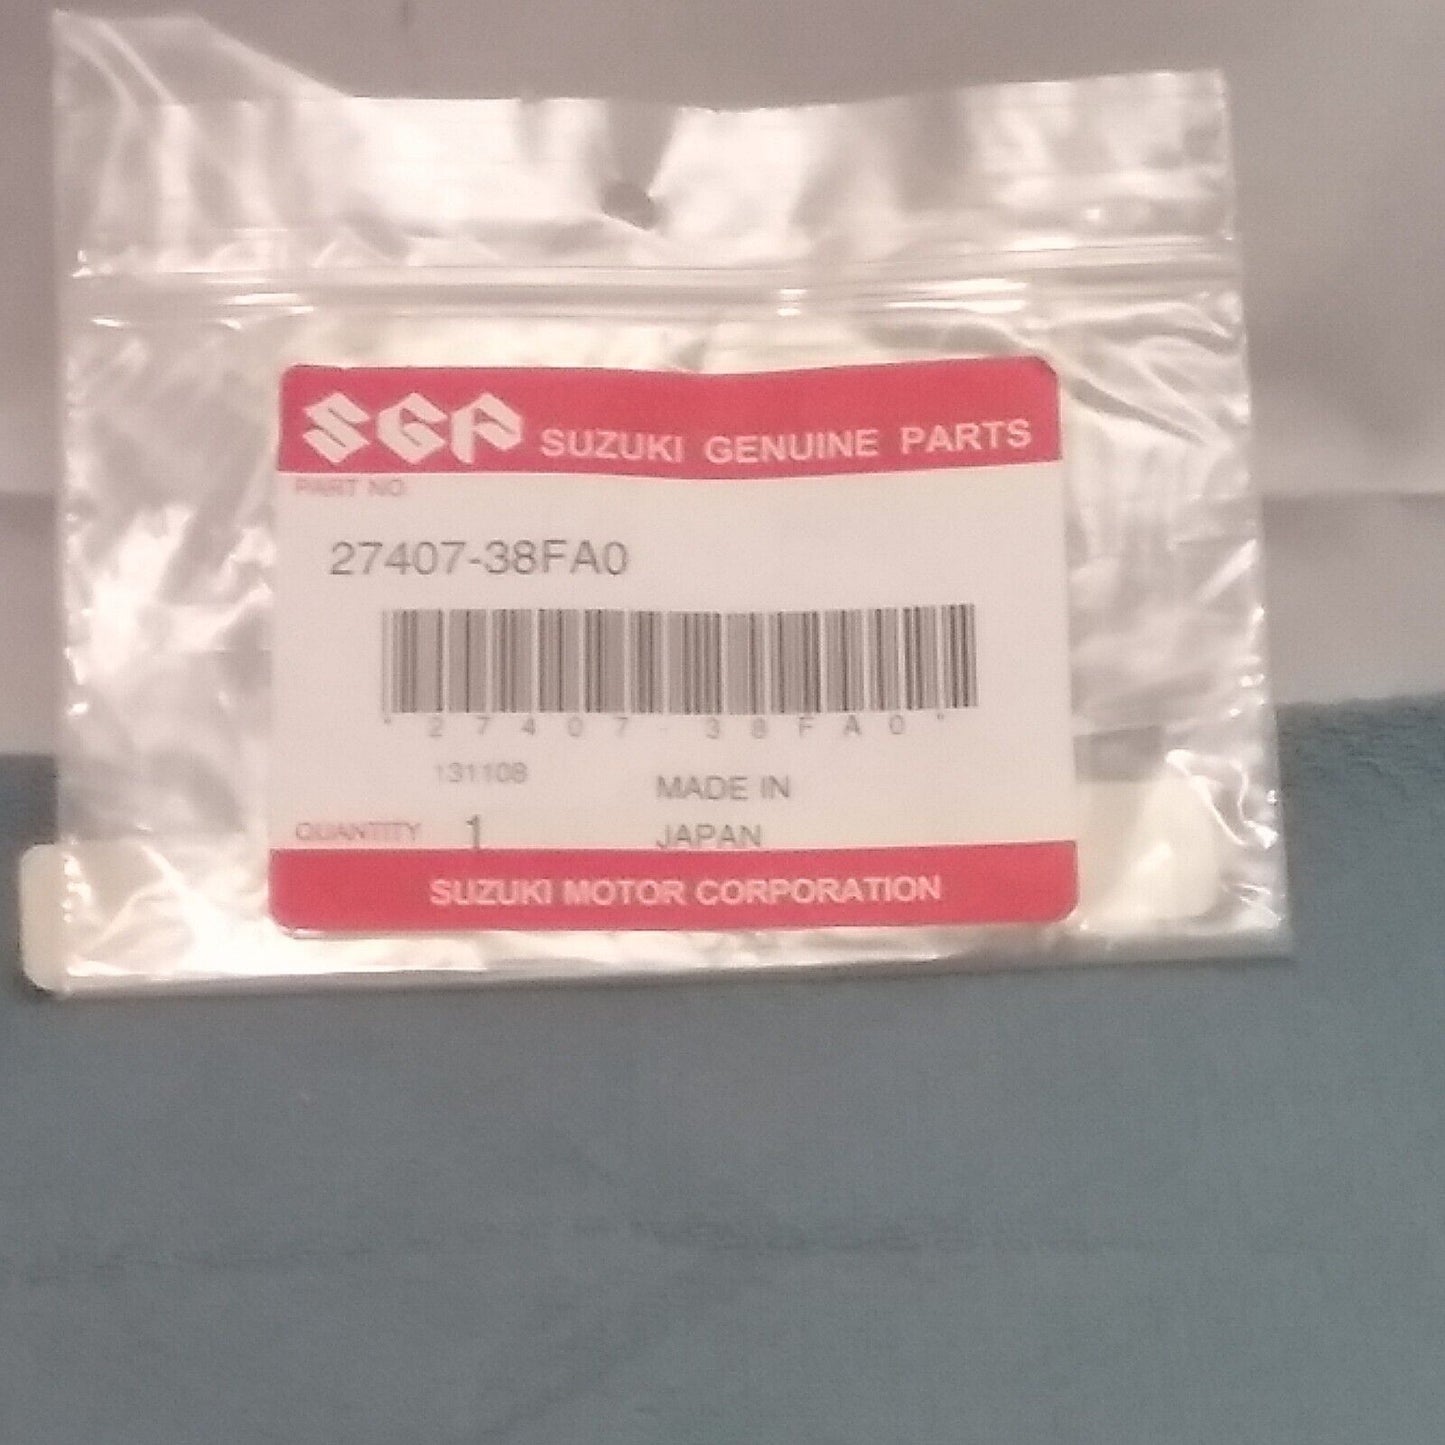 SGP SUZUKI GENUINE PARTS
PART NO.
27407-38FA0
*27407-38FA0*
131108
MADE IN
QUANTITY 1 JAPAN
SUZUKI MOTOR CORPORATION